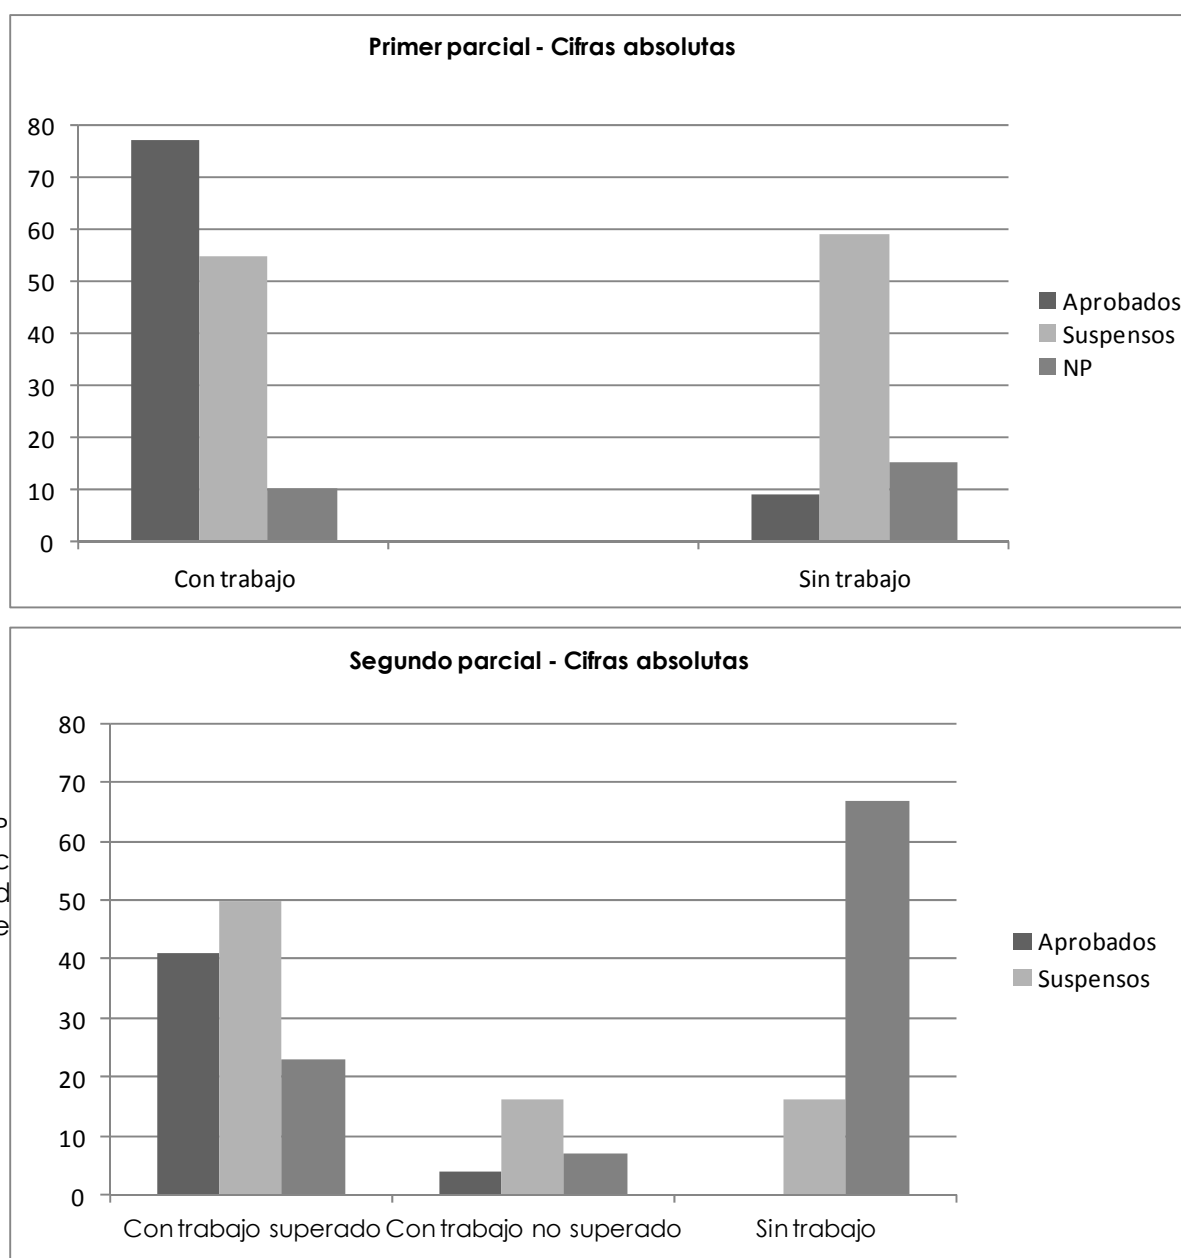 Primer parcial - Cifras absolutas
80
70
60
50
40
30
20
10
0
Con trabajo
Sin trabajo
Aprobados
Suspensos
NP
Segundo parcial - Cifras absolutas
80
70
60
50
40
30
20
10
0
Con trabajo superado
Con trabajo no superado
Sin trabajo
Aprobados
Suspensos